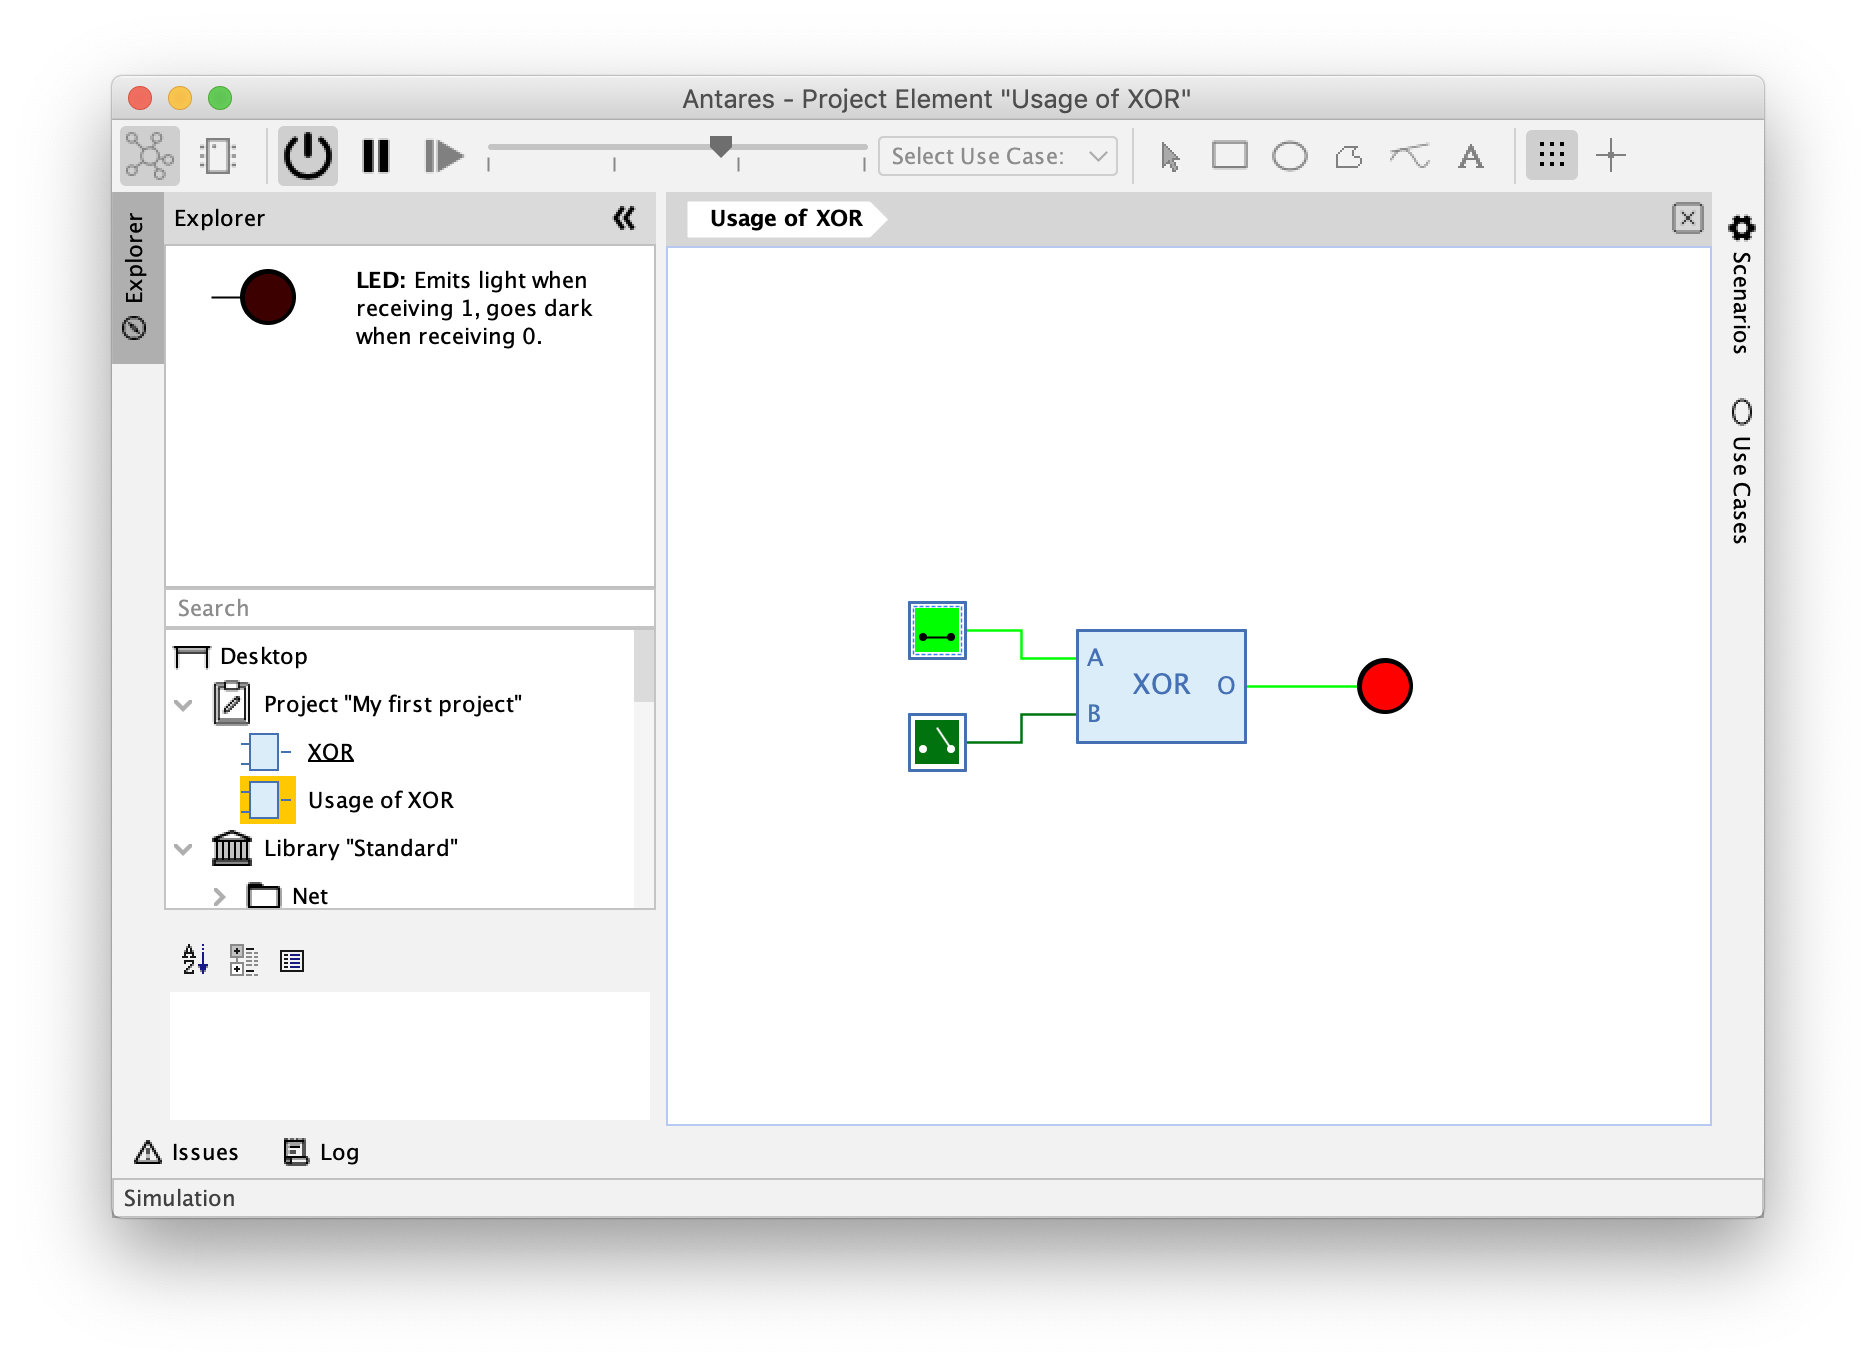 Antares - Project Element "Usage of XOR"
Select Use Case:
A
Explorer
Explorer
LED: Emits light when
receiving 1, goes dark
when receiving 0.
Search
Desktop
Project "My first project"
XOR
Usage of XOR
Library "Standard"
Net
A
Z
Usage of XOR
A
XOR
O
B
Scenarios
Use Cases
Issues
Log
Simulation